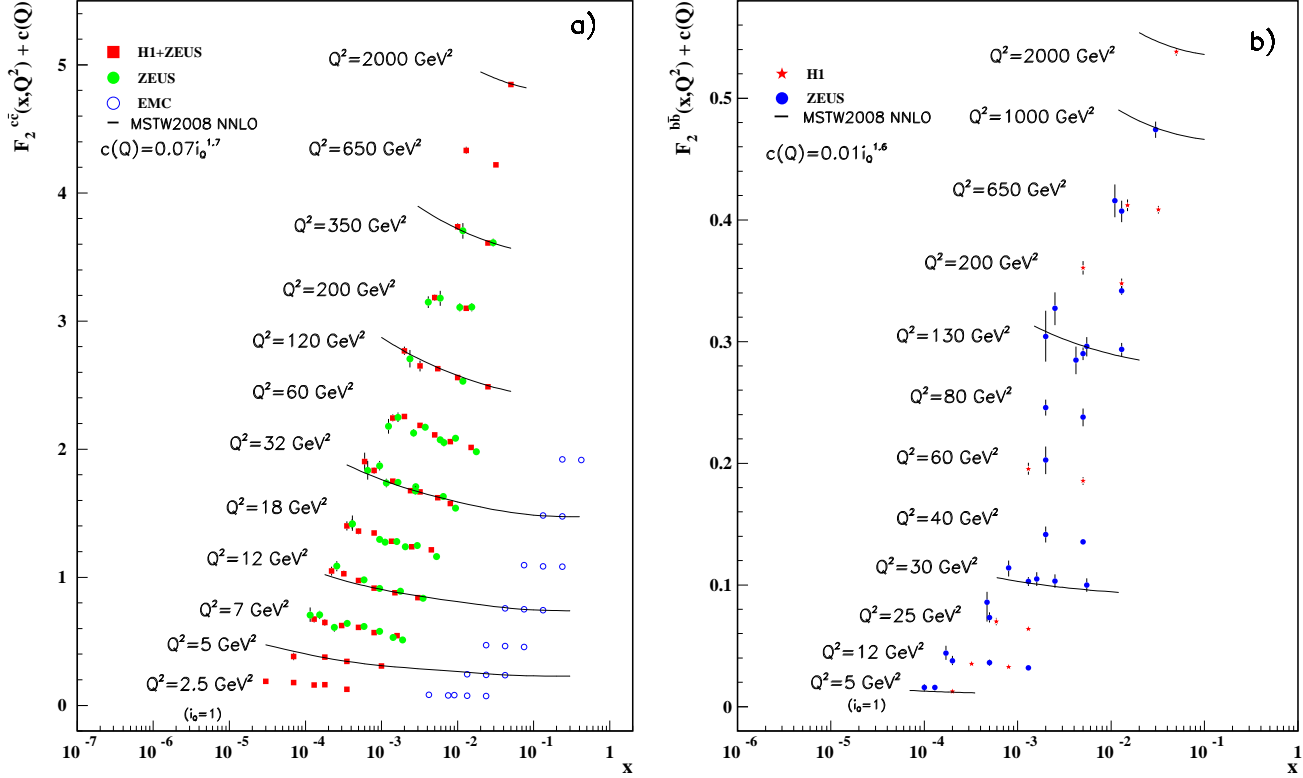 a)
F₂ᶜᶜ̄(x,Q²) + c(Q)
H1+ZEUS
ZEUS
EMC
MSTW2008 NNLO
c(Q)=0.07i_Q^1.7
Q²=2000 GeV²
Q²=650 GeV²
Q²=350 GeV²
Q²=200 GeV²
Q²=120 GeV²
Q²=60 GeV²
Q²=32 GeV²
Q²=18 GeV²
Q²=12 GeV²
Q²=7 GeV²
Q²=5 GeV²
Q²=2.5 GeV²
(i_Q=1)
5
4
3
2
1
0
10⁻⁷ 10⁻⁶ 10⁻⁵ 10⁻⁴ 10⁻³ 10⁻² 10⁻¹ 1
x
b)
F₂ᵇᵇ̄(x,Q²) + c(Q)
H1
ZEUS
MSTW2008 NNLO
c(Q)=0.01i_Q^1.6
Q²=2000 GeV²
Q²=1000 GeV²
Q²=650 GeV²
Q²=200 GeV²
Q²=130 GeV²
Q²=80 GeV²
Q²=60 GeV²
Q²=40 GeV²
Q²=30 GeV²
Q²=25 GeV²
Q²=12 GeV²
Q²=5 GeV²
(i_Q=1)
0.5
0.4
0.3
0.2
0.1
0
10⁻⁶ 10⁻⁵ 10⁻⁴ 10⁻³ 10⁻² 10⁻¹ 1
x